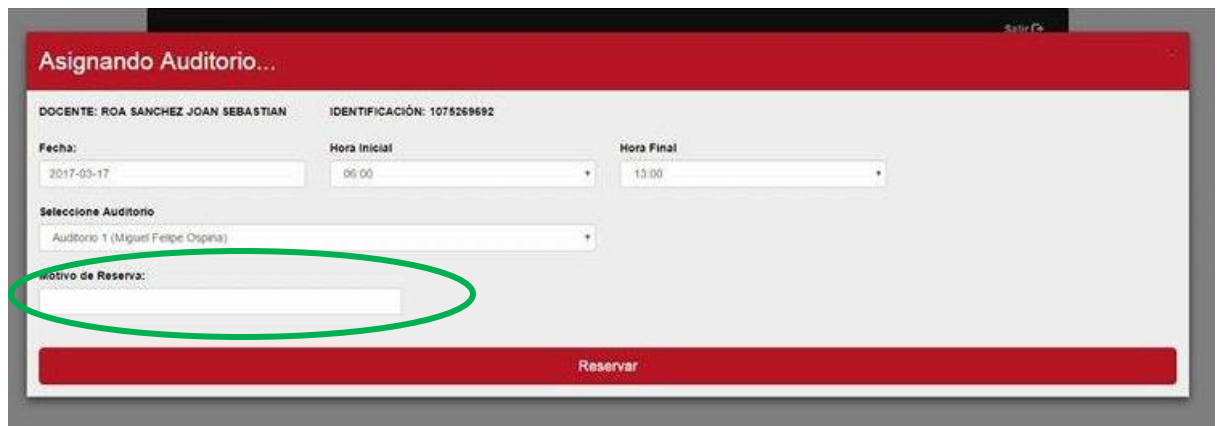 Salir
Asignando Auditorio...
DOCENTE: ROA SANCHEZ JOAN SEBASTIAN IDENTIFICACIÓN: 1075269692
Fecha: Hora Inicial Hora Final
2017-03-17 06:00 13:00
Seleccione Auditorio
Auditorio 1 (Miguel Felipe Ospina)
Motivo de Reserva:
Reservar